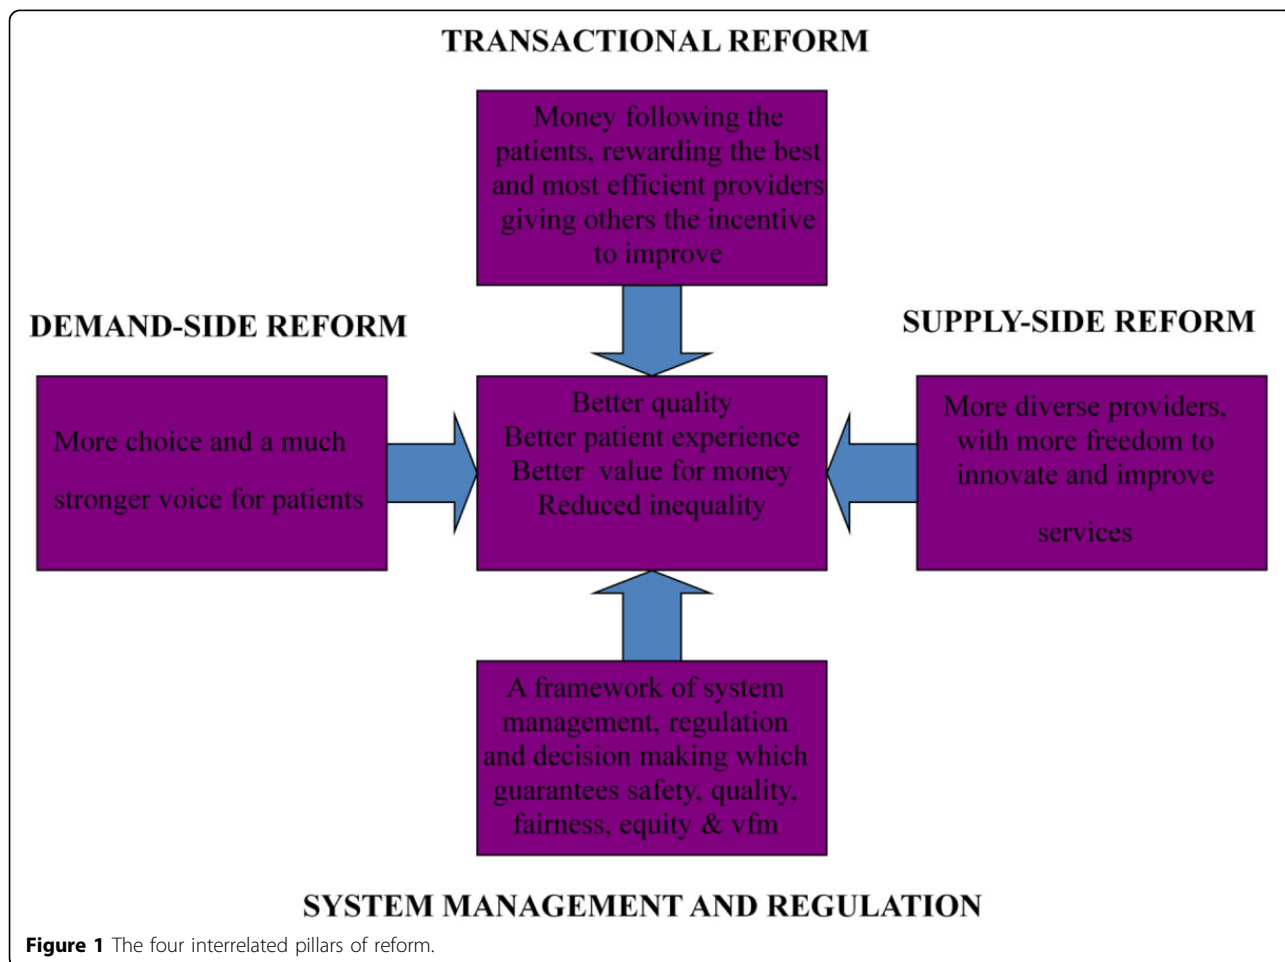 TRANSACTIONAL REFORM
Money following the
patients, rewarding the best
and most efficient providers
giving others the incentive
to improve
DEMAND-SIDE REFORM
More choice and a much
stronger voice for patients
Better quality
Better patient experience
Better value for money
Reduced inequality
SUPPLY-SIDE REFORM
More diverse providers,
with more freedom to
innovate and improve
services
A framework of system
management, regulation
and decision making which
guarantees safety, quality,
fairness, equity & vfm
SYSTEM MANAGEMENT AND REGULATION
Figure 1 The four interrelated pillars of reform.